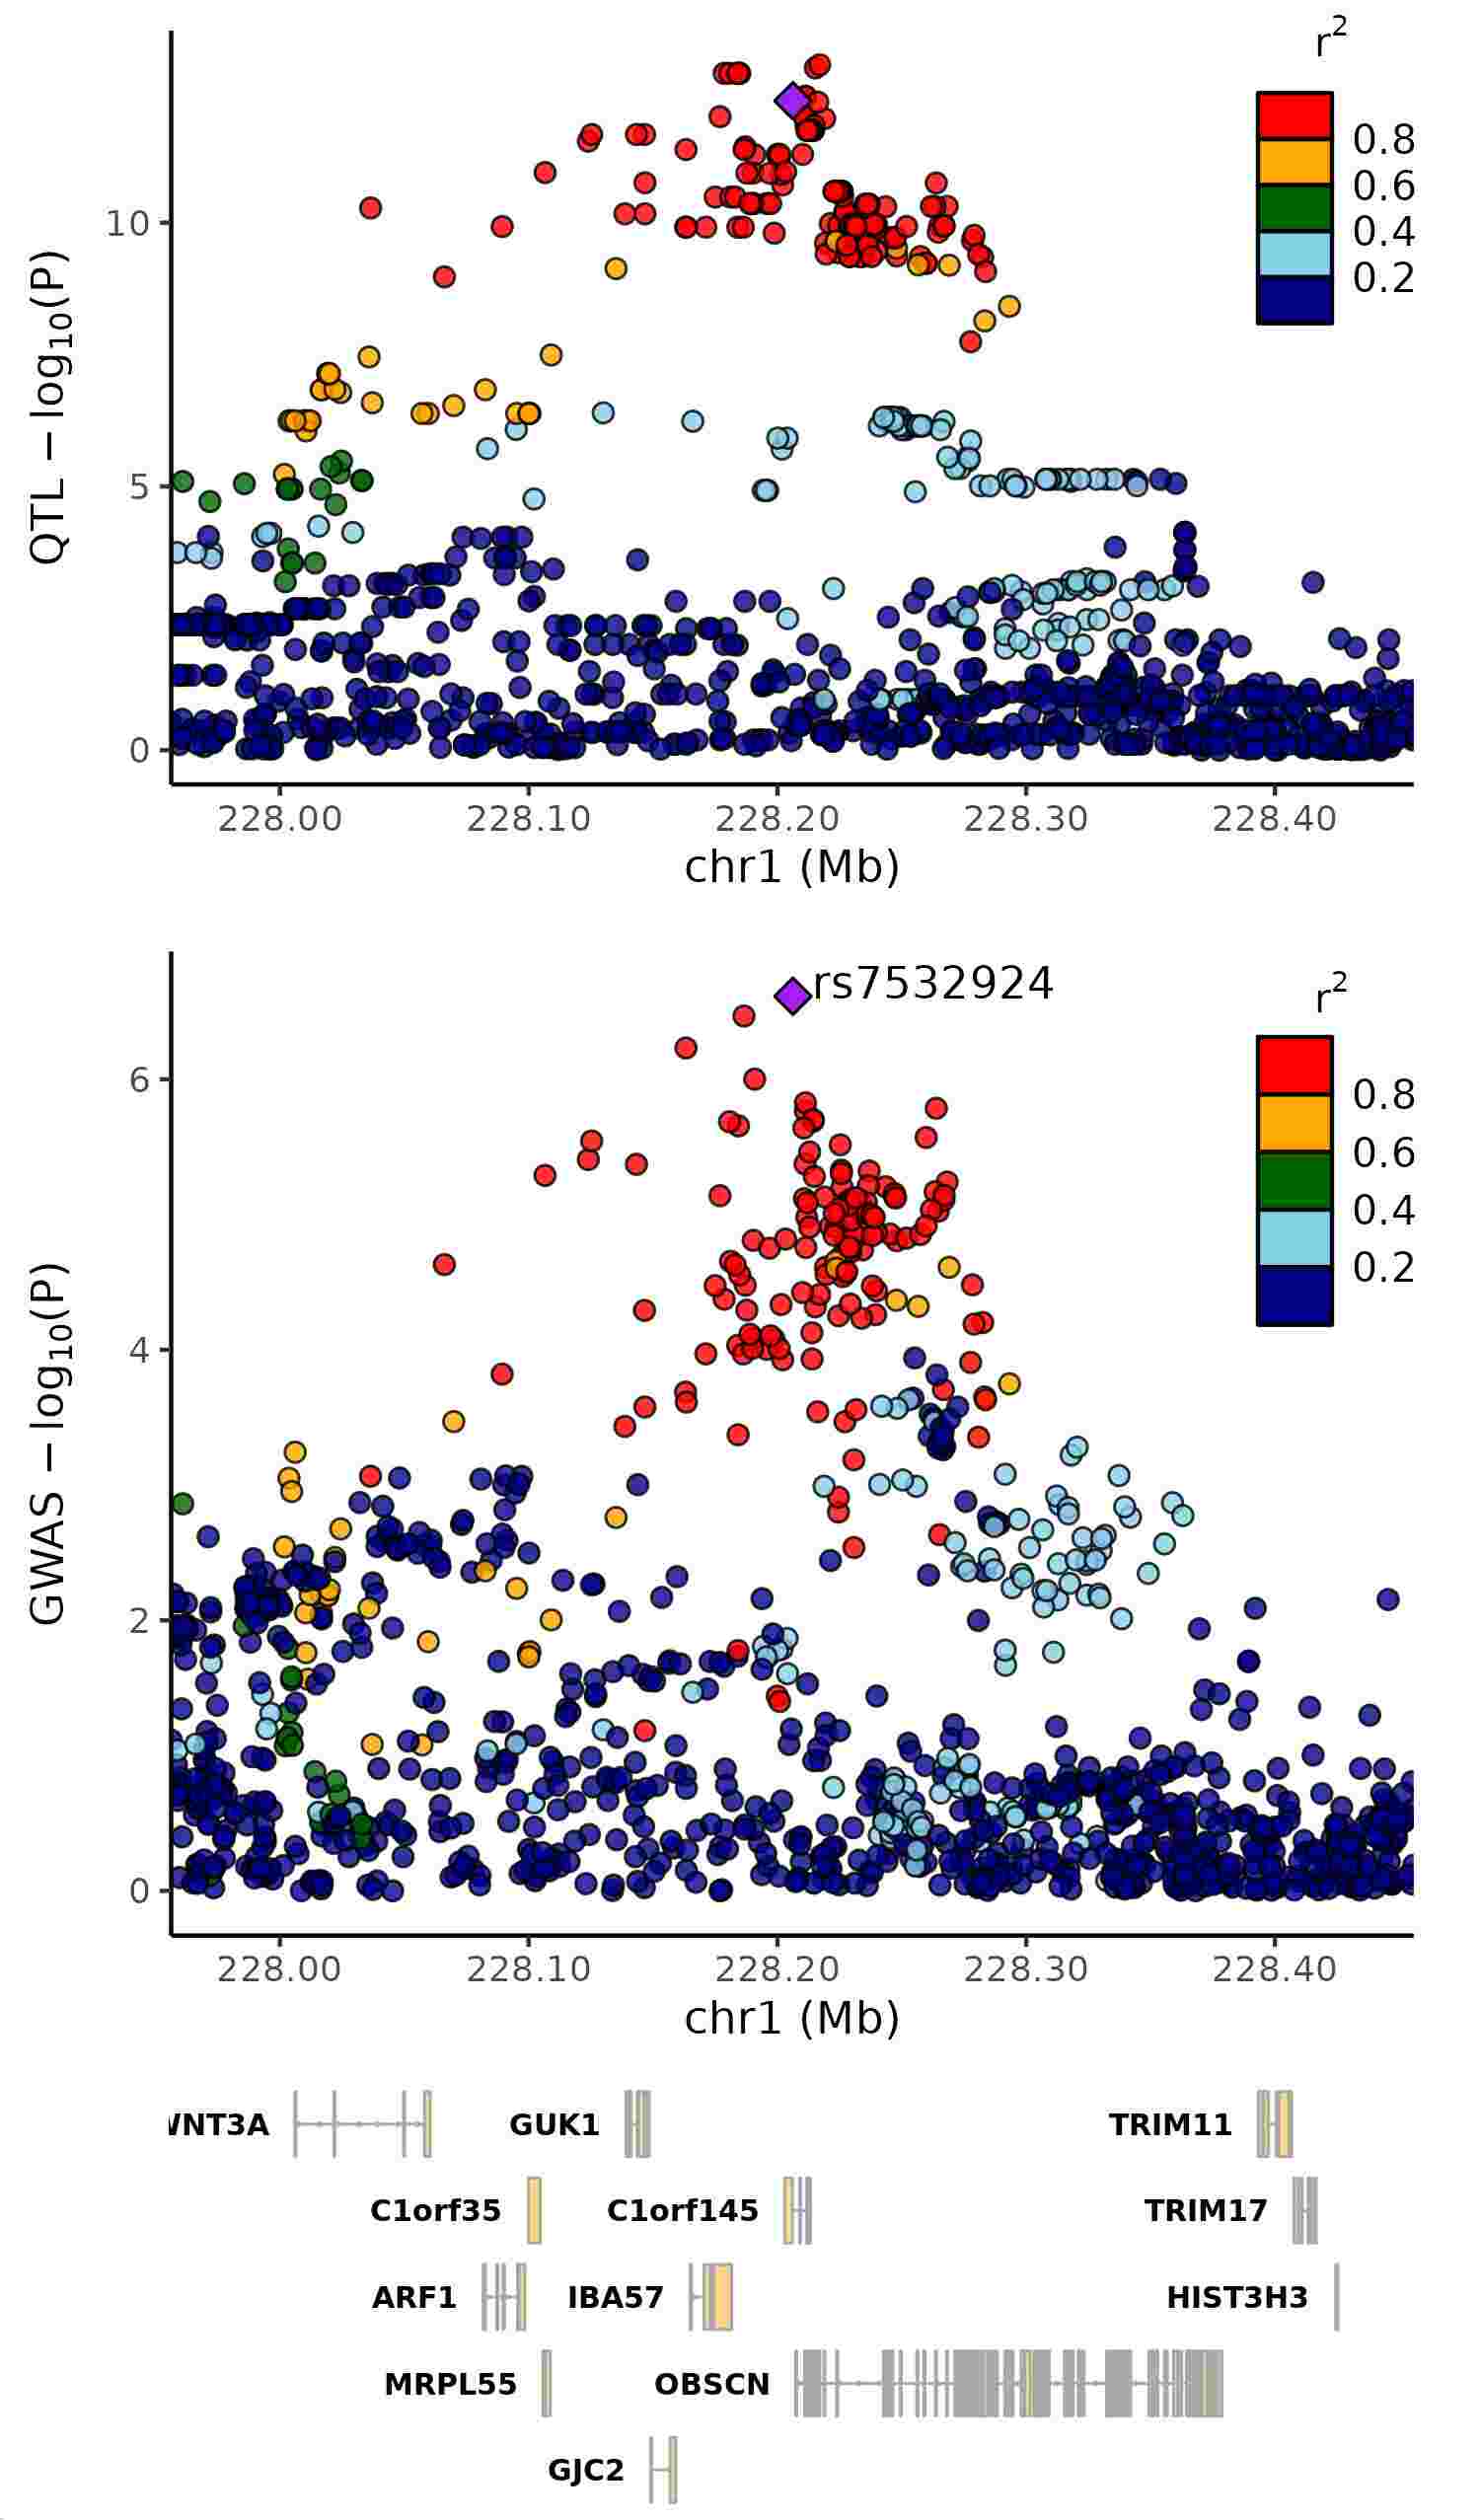 r2
0.8
0.6
0.4
0.2
10
5
0
QTL − log10(P)
228.00 228.10 228.20 228.30 228.40
chr1 (Mb)
rs7532924
r2
0.8
0.6
0.4
0.2
6
4
2
0
GWAS − log10(P)
228.00 228.10 228.20 228.30 228.40
chr1 (Mb)
WNT3A GUK1 TRIM11
C1orf35 C1orf145 TRIM17
ARF1 IBA57 HIST3H3
MRPL55 OBSCN
GJC2